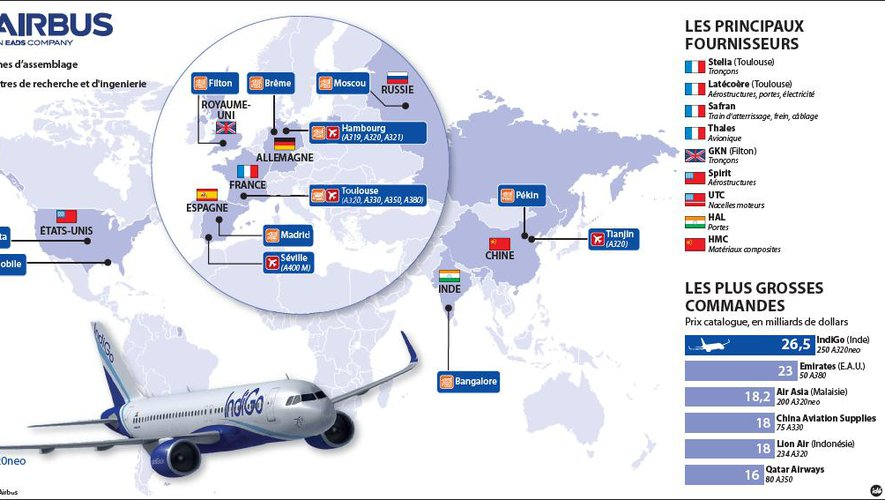 AIRBUS
N EADS COMPANY
nes d'assemblage
tres de recherche et d'ingenierie
Filton
Brême
Moscou
RUSSIE
ROYAUME-
UNI
Hambourg
(A319, A320, A321)
ALLEMAGNE
FRANCE
Toulouse
(A320, A330, A350, A380)
ESPAGNE
Madrid
Séville
(A400 M)
ÉTATS-UNIS
ta
obile
Pékin
Tianjin
(A320)
CHINE
INDE
Bangalore
IndiGo
IndiGo
20neo
Airbus
LES PRINCIPAUX
FOURNISSEURS
Stella (Toulouse)
Tronçons
Latécoère (Toulouse)
Aérostructures, portes, électricité
Safran
Train d'atterrissage, frein, câblage
Thales
Avionique
GKN (Filton)
Tronçons
Spirit
Aérostructures
UTC
Nacelles moteurs
HAL
Portes
HMC
Matériaux composites
LES PLUS GROSSES
COMMANDES
Prix catalogue, en milliards de dollars
26,5 IndiGo (Inde)
250 A320neo
23 Emirates (E.A.U.)
50 A380
18,2 Air Asia (Malaisie)
200 A320neo
18 China Aviation Supplies
75 A330
18 Lion Air (Indonésie)
234 A320
16 Qatar Airways
80 A350
ide